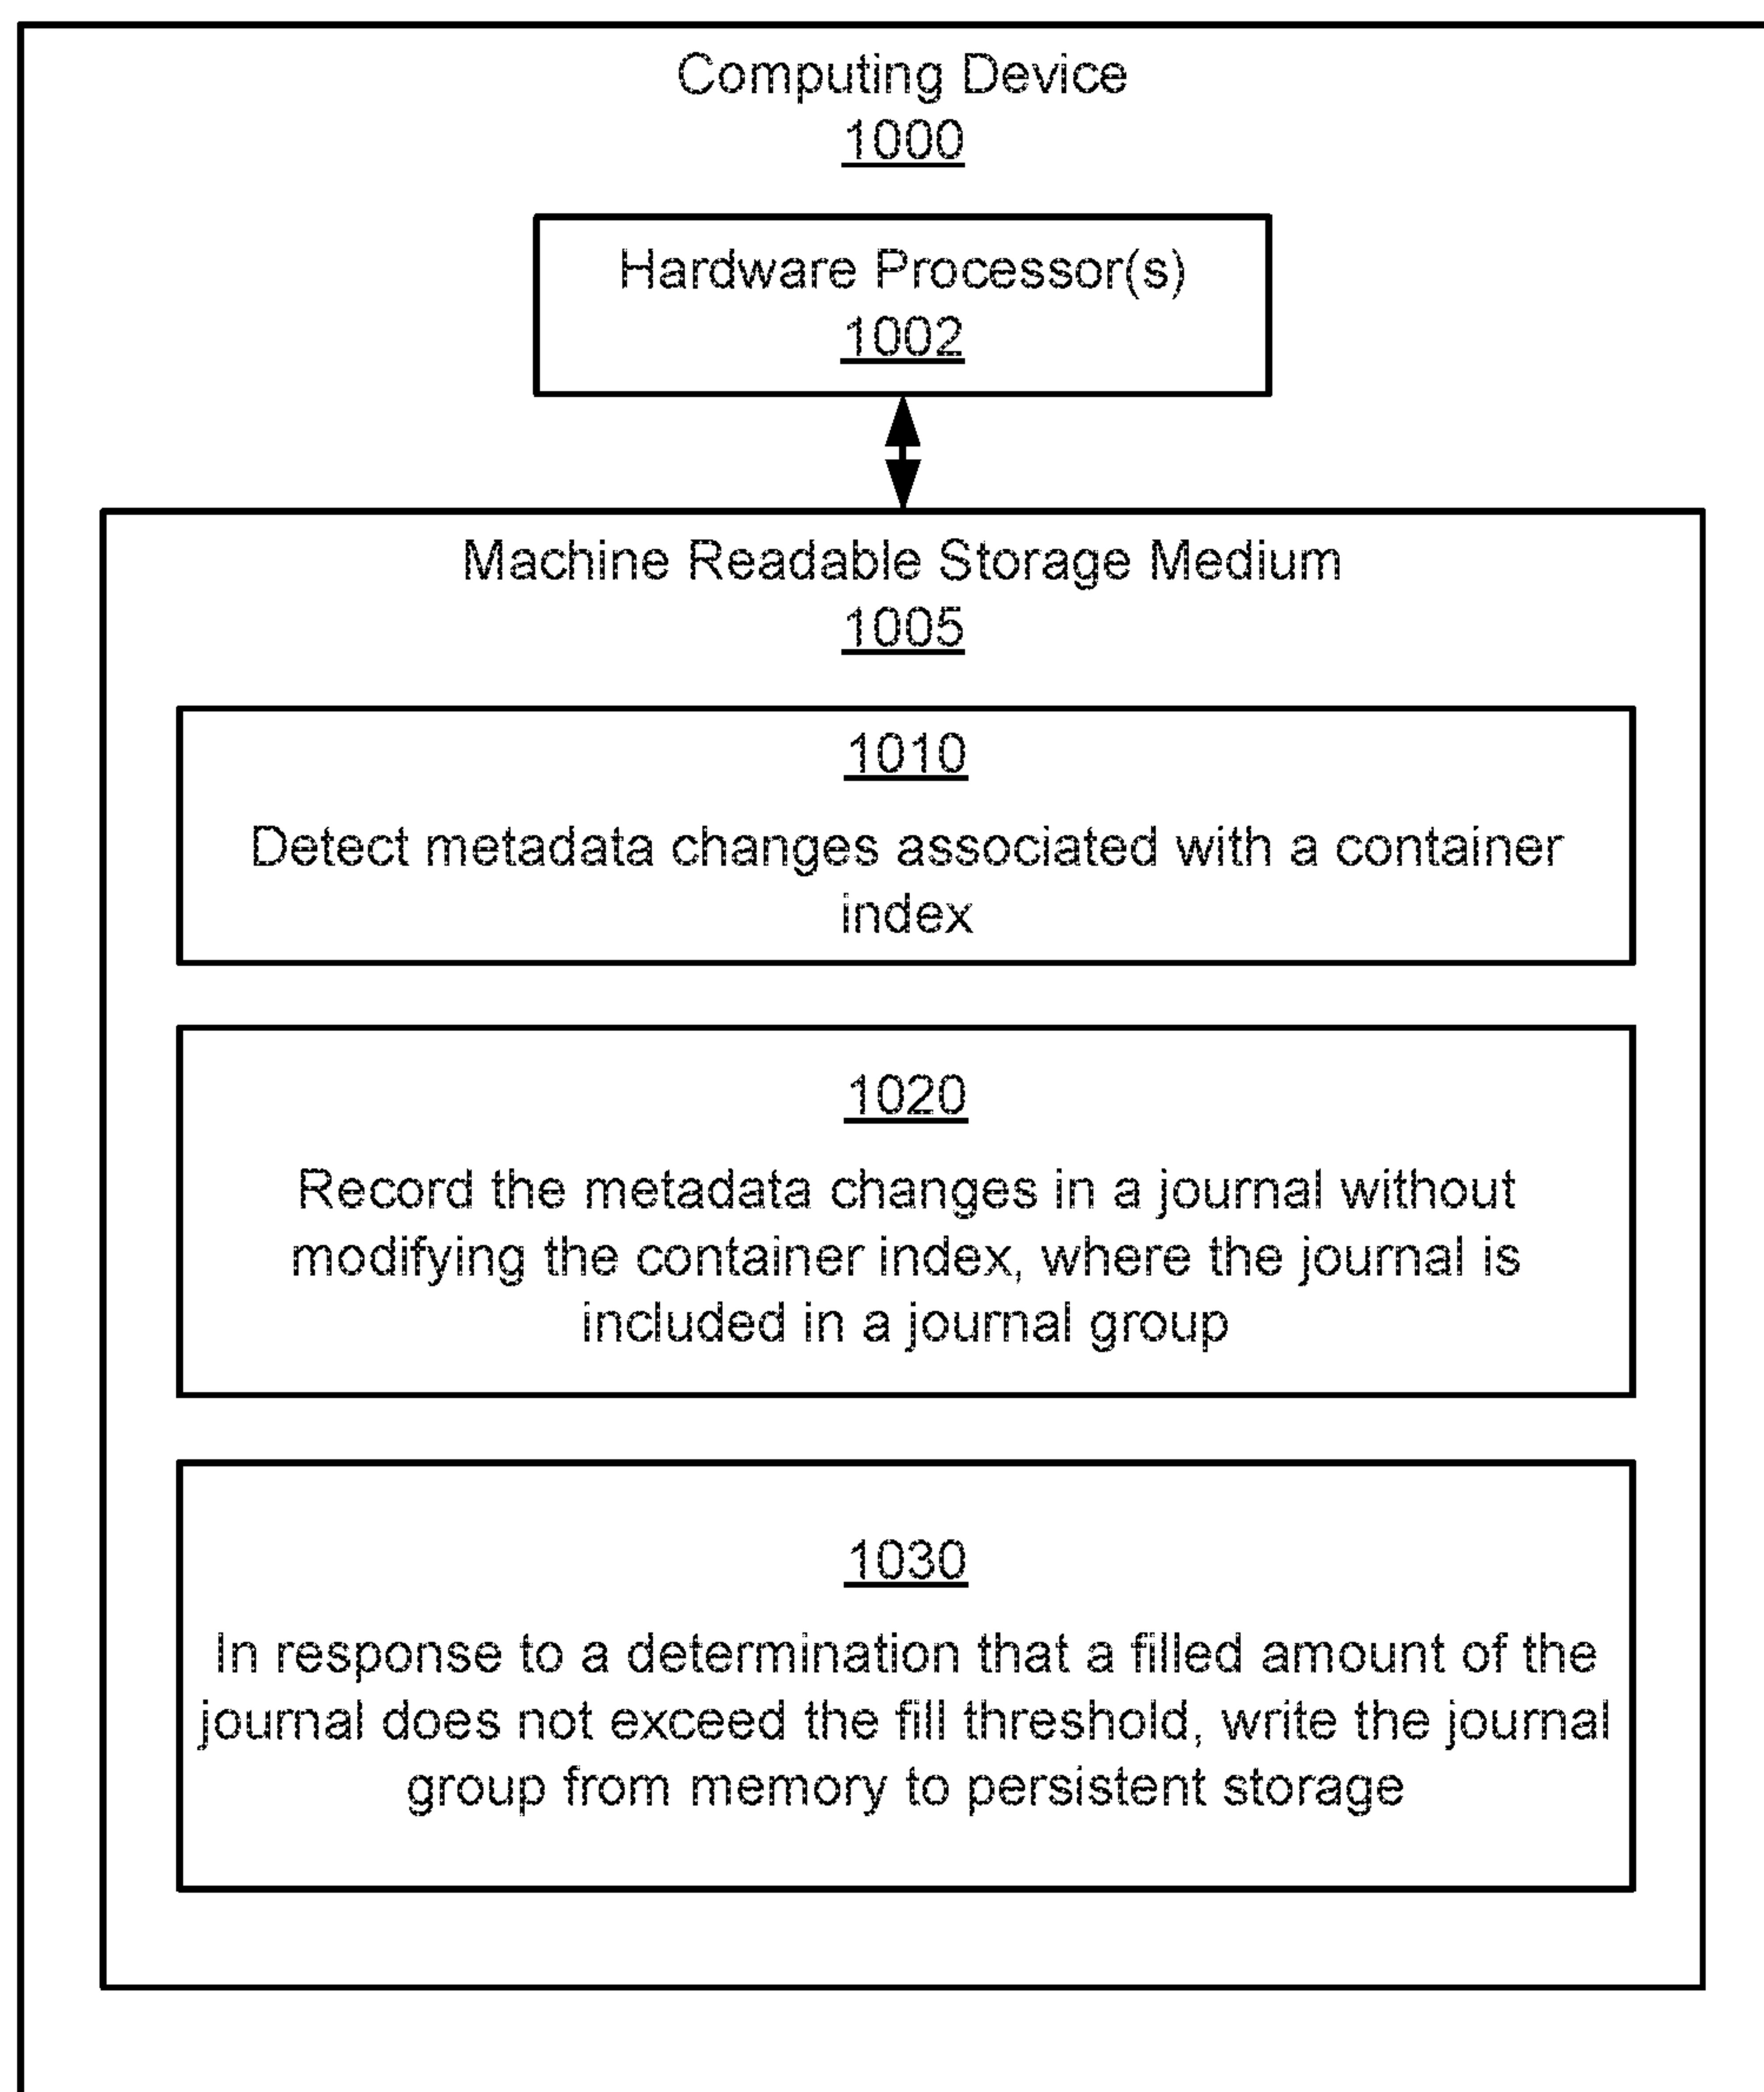 Computing Device
1000
Hardware Processor(s)
1002
Machine Readable Storage Medium
1005
1010
Detect metadata changes associated with a container
index
1020
Record the metadata changes in a journal without
modifying the container index, where the journal is
included in a journal group
1030
In response to a determination that a filled amount of the
journal does not exceed the fill threshold, write the journal
group from memory to persistent storage